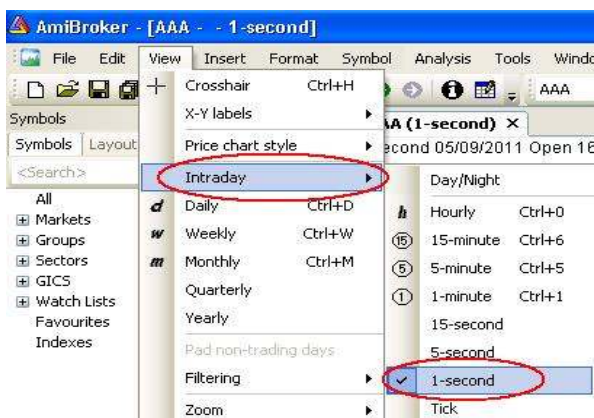 AmiBroker - [AAA - - 1-second]
File Edit View Insert Format Symbol Analysis Tools
AAA
Symbols
Symbols Layout
<Search>
All
Markets
Groups
Sectors
GICS
Watch Lists
Favourites
Indexes
Crosshair Ctrl+H
X-Y labels
Price chart style
Intraday
d Daily Ctrl+D
w Weekly Ctrl+W
m Monthly Ctrl+M
Quarterly
Yearly
Pad non-trading days
Filtering
Zoom
(1-second)
05/09/2011 Open 16
Day/Night
h Hourly Ctrl+0
15 15-minute Ctrl+6
5 5-minute Ctrl+5
1 1-minute Ctrl+1
15-second
5-second
1-second
Tick